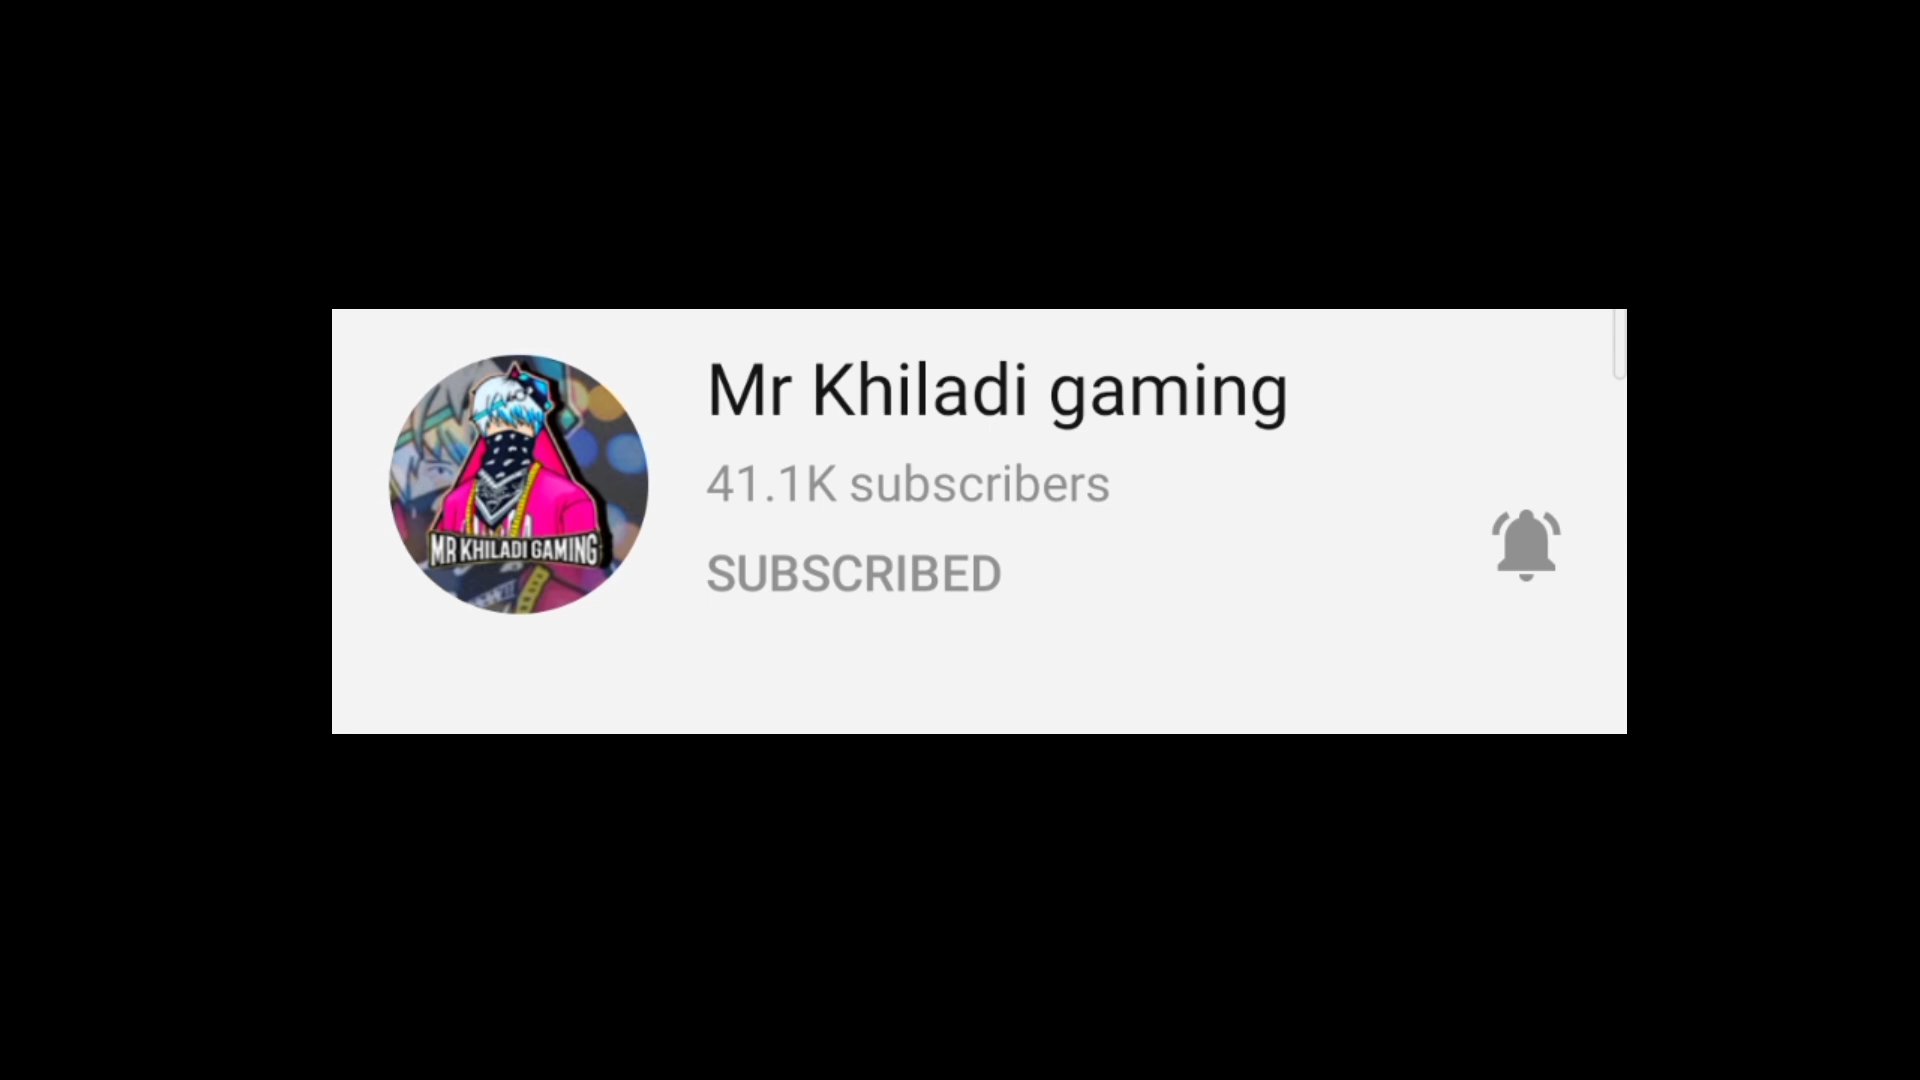 Mr Khiladi gaming
41.1K subscribers
SUBSCRIBED
MR KHILADI GAMING